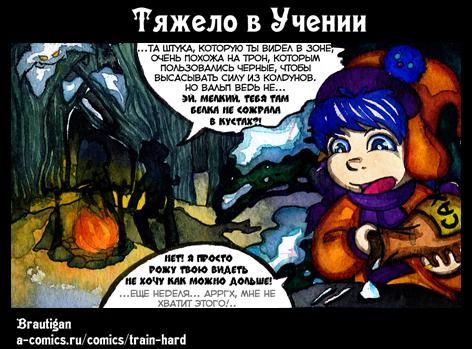 Тяжело в Учении
...ТА ШТУКА, КОТОРУЮ ТЫ ВИДЕЛ В ЗОНЕ,
ОЧЕНЬ ПОХОЖА НА ТРОН, КОТОРЫМ
ПОЛЬЗОВАЛИСЬ ЧЕРНЫЕ, ЧТОБЫ
ВЫСАСЫВАТЬ СИЛУ ИЗ КОЛДУНОВ.
НО ВАЛЬП ВЕДЬ НЕ...
ЭЙ, МЕЛКИЙ, ТЕБЯ ТАМ
БЕЛКА НЕ СОЖРАЛА
В КУСТАХ?!
НЕТ! Я ПРОСТО
РОЖУ ТВОЮ ВИДЕТЬ
НЕ ХОЧУ КАК МОЖНО ДОЛЬШЕ!
...ЕЩЕ НЕДЕЛЯ... АРРГХ, МНЕ НЕ
ХВАТИТ ЭТОГО!..
Brautigan
a-comics.ru/comics/train-hard